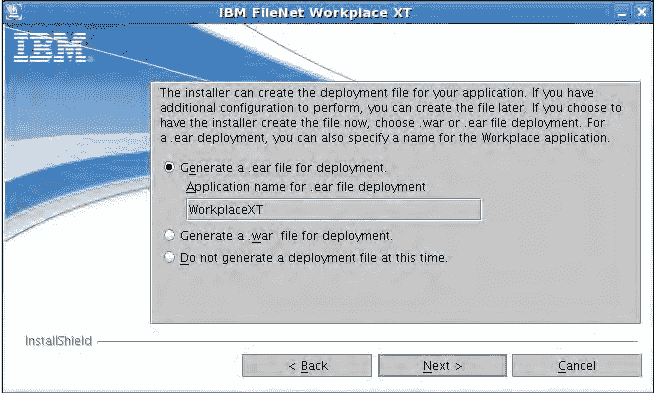 IBM FileNet Workplace XT
IBM.
The installer can create the deployment file for your application. If you have
additional configuration to perform, you can create the file later. If you choose to
have the installer create the file now, choose .war or .ear file deployment. For
a .ear deployment, you can also specify a name for the Workplace application.
Generate a .ear file for deployment.
Application name for .ear file deployment
WorkplaceXT
Generate a .war file for deployment.
Do not generate a deployment file at this time.
InstallShield
< Back
Next >
Cancel